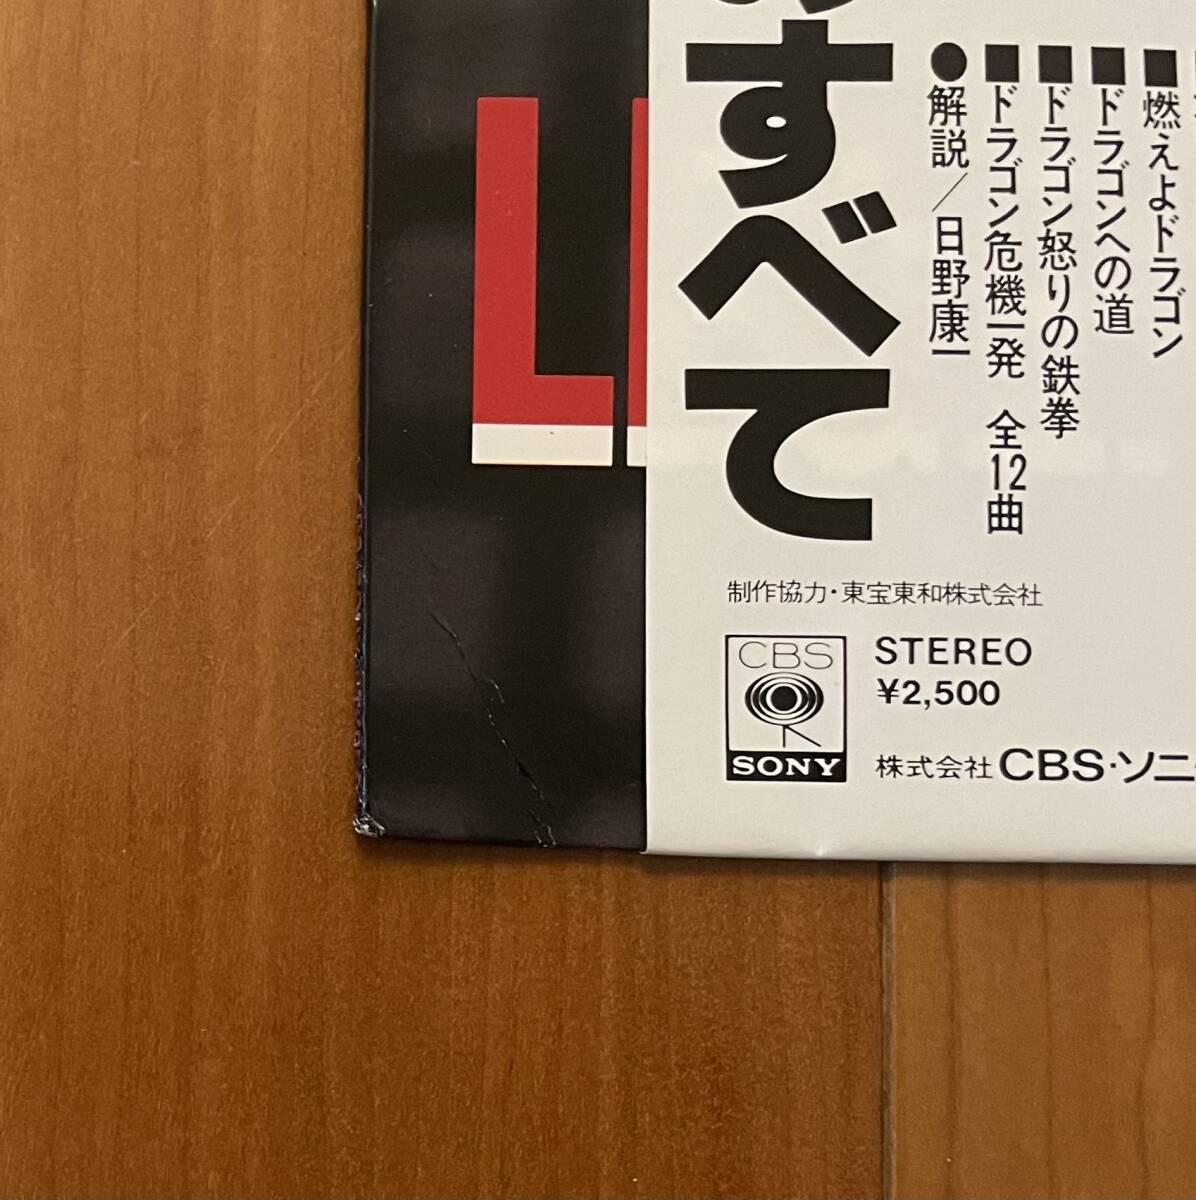 すべて
燃えよドラゴン
ドラゴンへの道
ドラゴン怒りの鉄拳
ドラゴン危機一発 全12曲
解説/日野康一
制作協力・東宝東和株式会社
CBS
SONY
STEREO
¥2,500
株式会社 CBS・ソニ
L